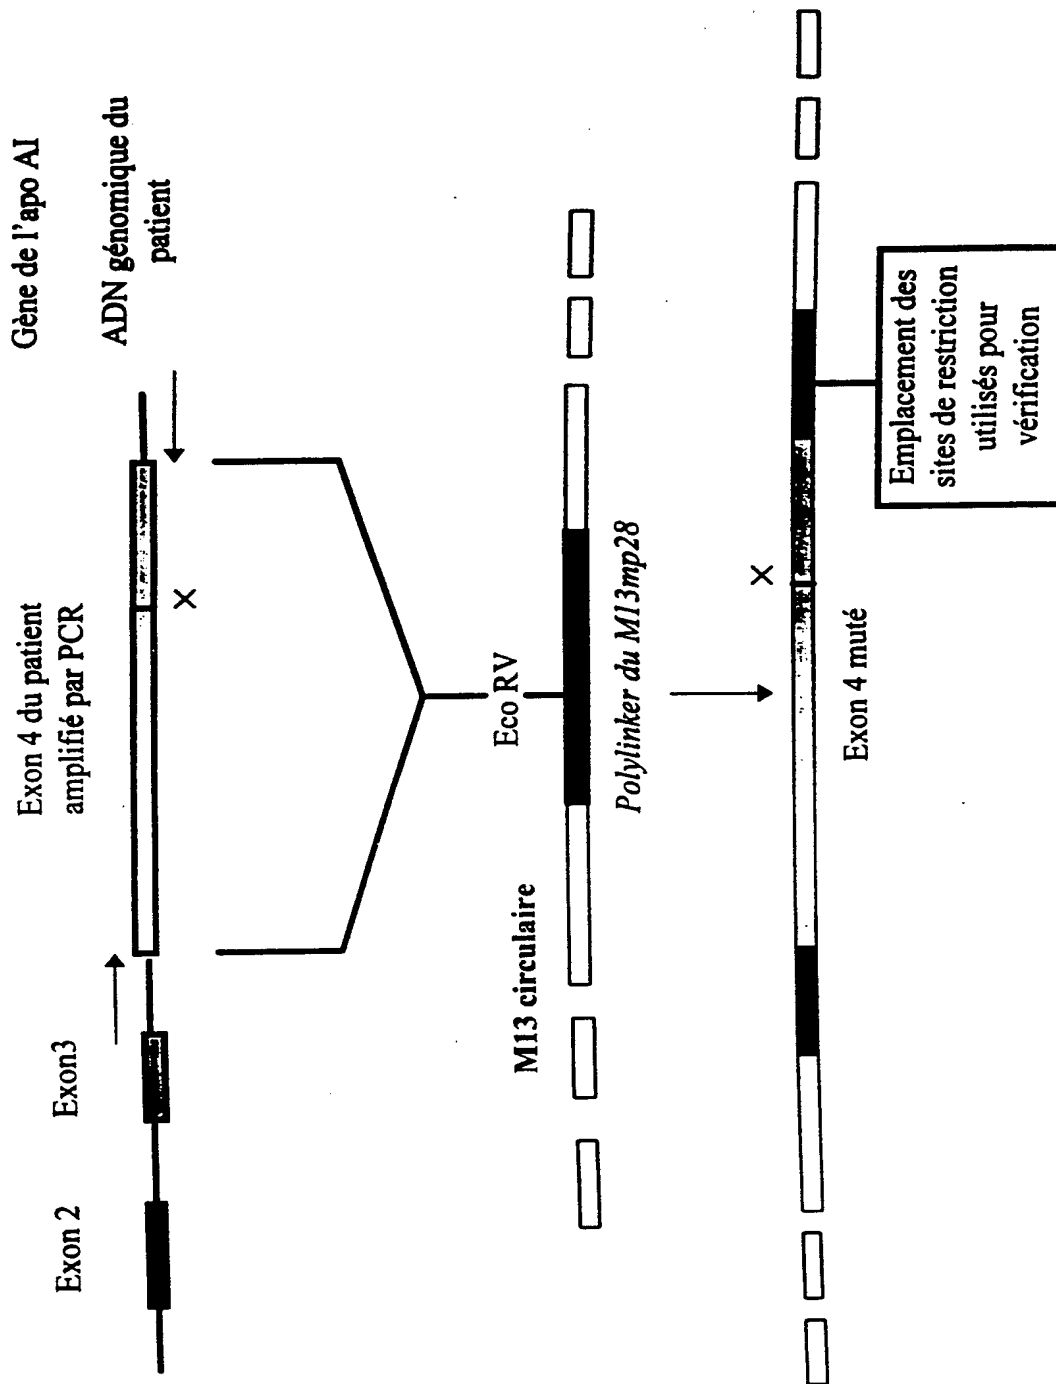 Gène de l'apo AI
Exon 4 du patient
amplifié par PCR
ADN génomique du
patient
Exon 2
Exon3
X
Eco RV
M13 circulaire
Polylinker du M13mp28
X
Exon 4 muté
Emplacement des
sites de restriction
utilisés pour
vérification